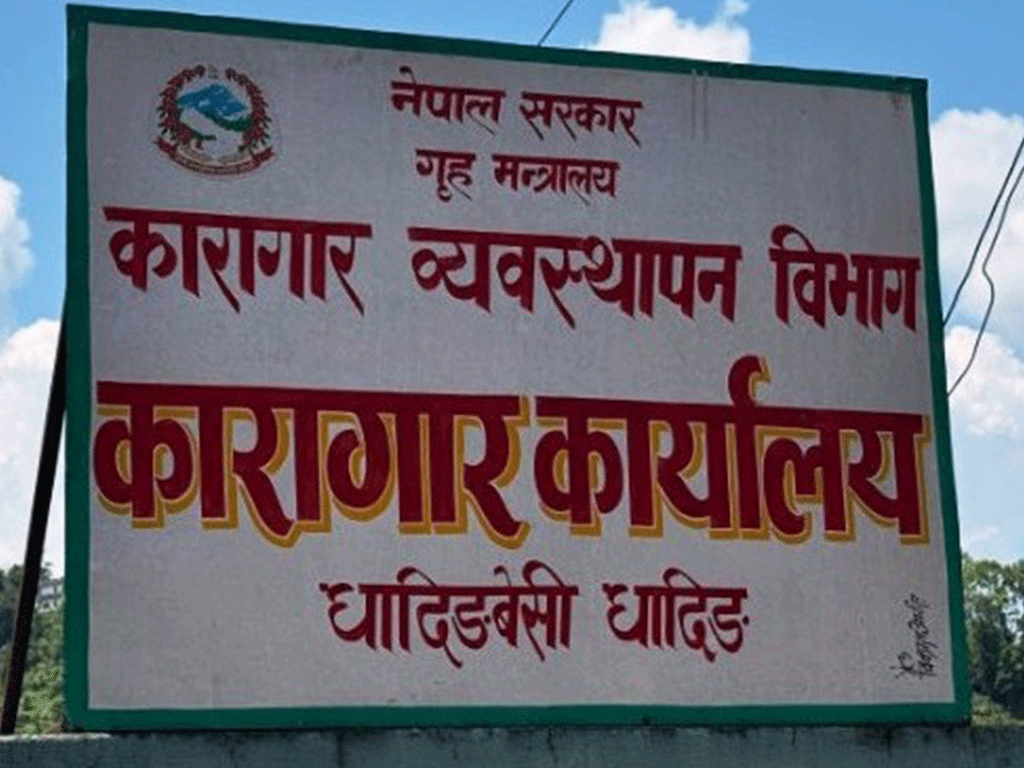 नेपाल सरकार
गृह मन्त्रालय
कारागार व्यवस्थापन विभाग
कारागार कार्यालय
धादिङबेसी धादिङ